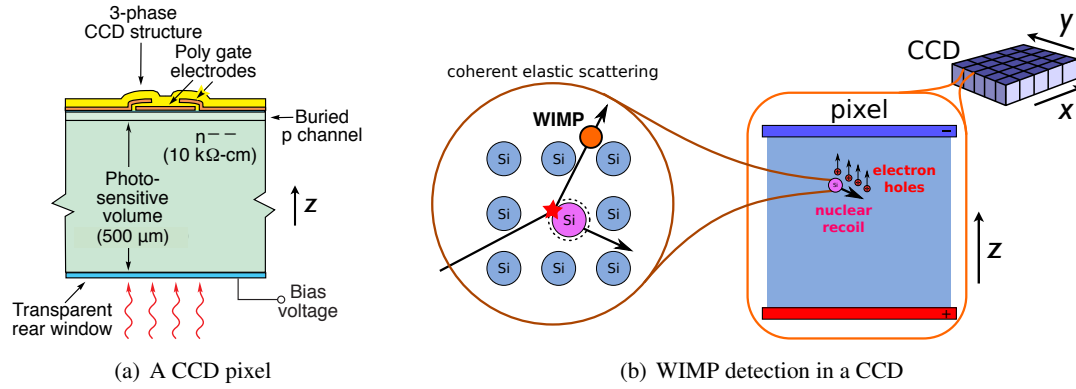 3-phase
CCD structure
Poly gate
electrodes
Buried
p channel
n− −
(10 kΩ-cm)
Photo-
sensitive
volume
(500 µm)
z
Transparent
rear window
Bias
voltage
(a) A CCD pixel
coherent elastic scattering
WIMP
Si Si Si
Si Si Si
Si Si Si
CCD
y
x
pixel
−
electron
holes
Si
nuclear
recoil
z
+
(b) WIMP detection in a CCD